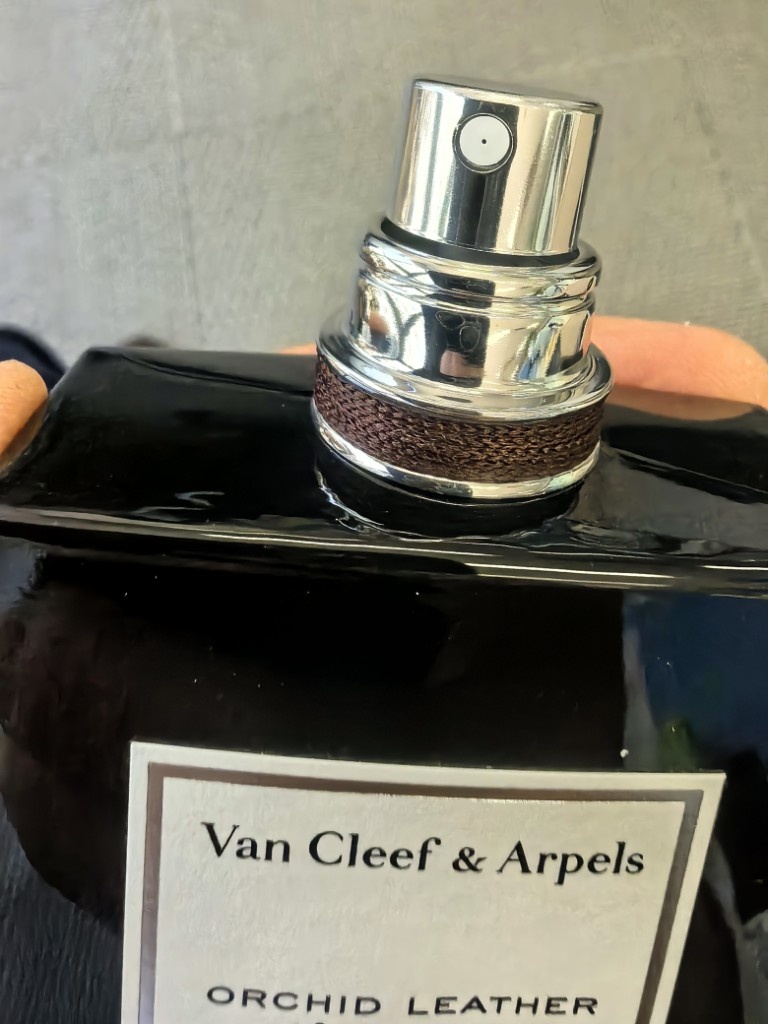 Van Cleef & Arpels
ORCHID LEATHER